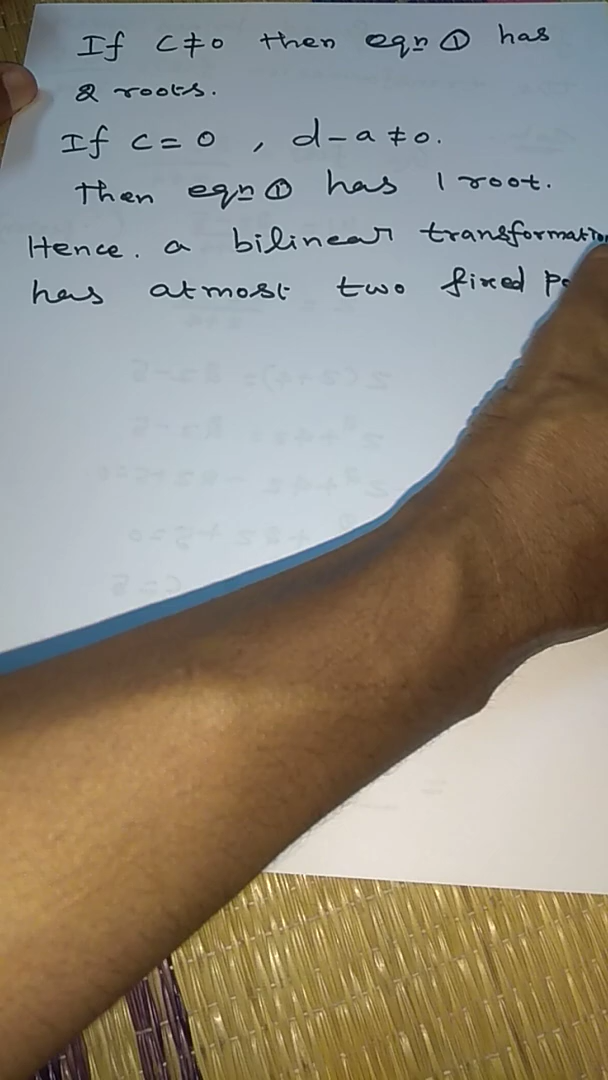 If c≠0 then eqn ① has
2 roots.
If c=0, d-a≠0.
Then eqn ① has 1 root.
Hence. a bilinear transformation
has atmost two fixed